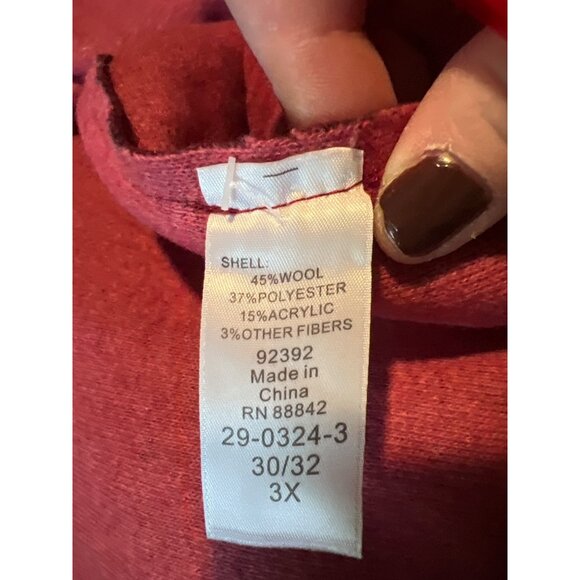 SHELL:
45%WOOL
37%POLYESTER
15%ACRYLIC
3%OTHER FIBERS
92392
Made in
China
RN 88842
29-0324-3
30/32
3X